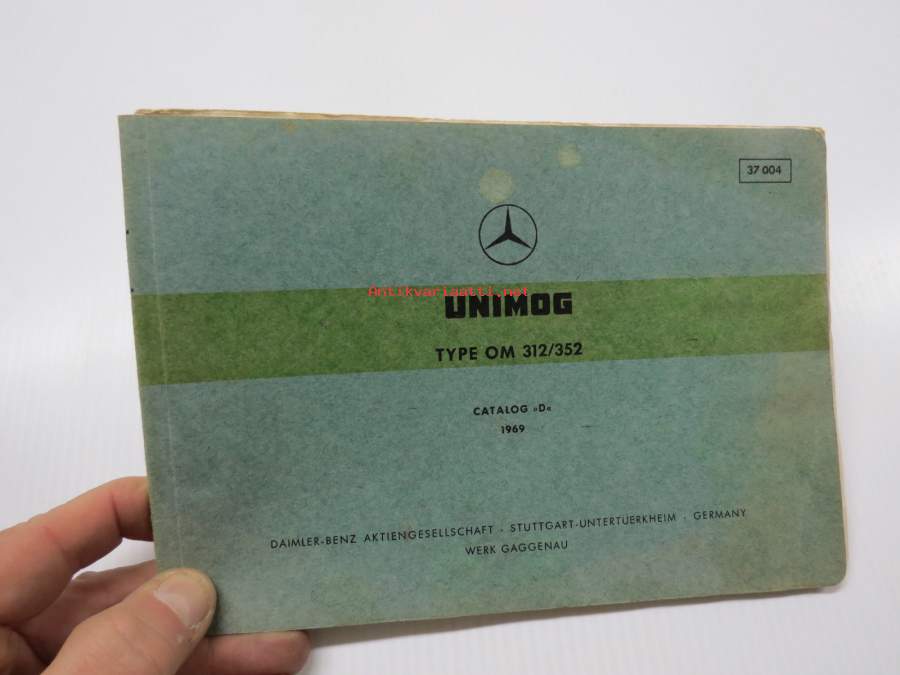 37 004
Antikvariaatti.net
UNIMOG
TYPE OM 312/352
CATALOG »D«
1969
DAIMLER-BENZ AKTIENGESELLSCHAFT · STUTTGART-UNTERTUERKHEIM · GERMANY
WERK GAGGENAU